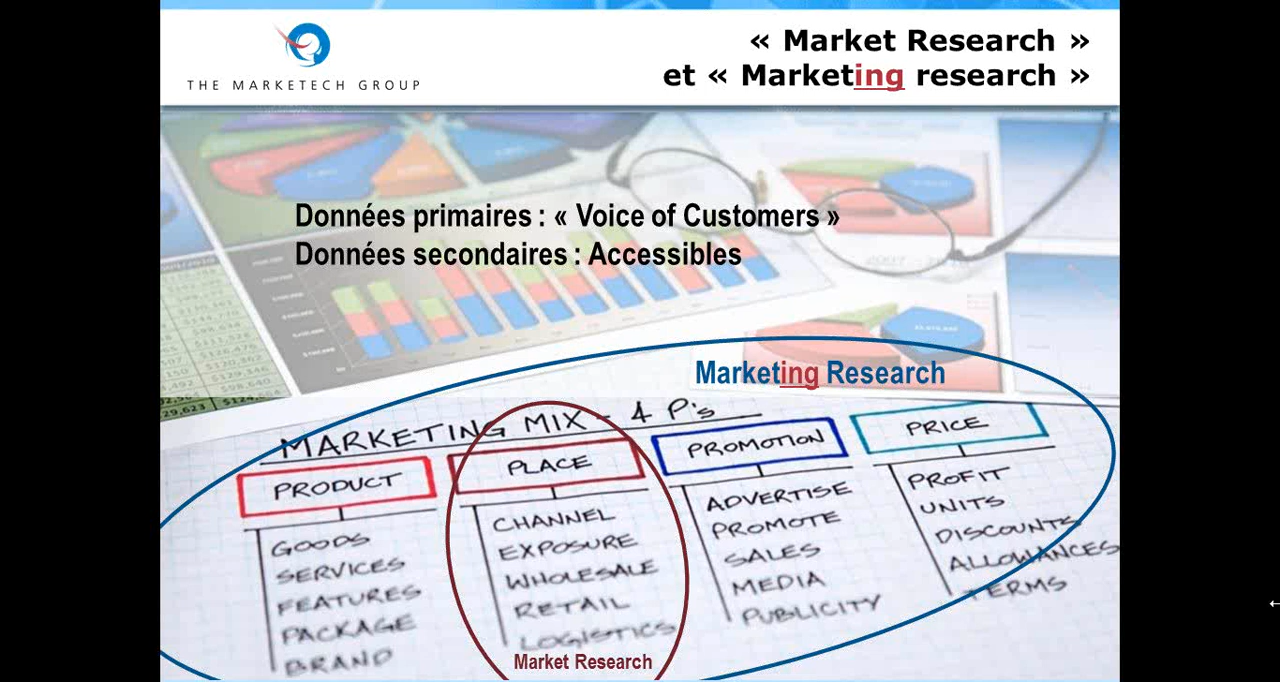 « Market Research »
et « Marketing research »
THE MARKETECH GROUP
Données primaires : « Voice of Customers »
Données secondaires : Accessibles
Marketing Research
MARKETING MIX - 4 P's
PRODUCT
GOODS
SERVICES
FEATURES
PACKAGE
BRAND
PLACE
CHANNEL
EXPOSURE
WHOLESALE
RETAIL
LOGISTICS
PROMOTION
ADVERTISE
PROMOTE
SALES
MEDIA
PUBLICITY
PRICE
PROFIT
UNITS
DISCOUNTS
ALLOWANCES
TERMS
Market Research